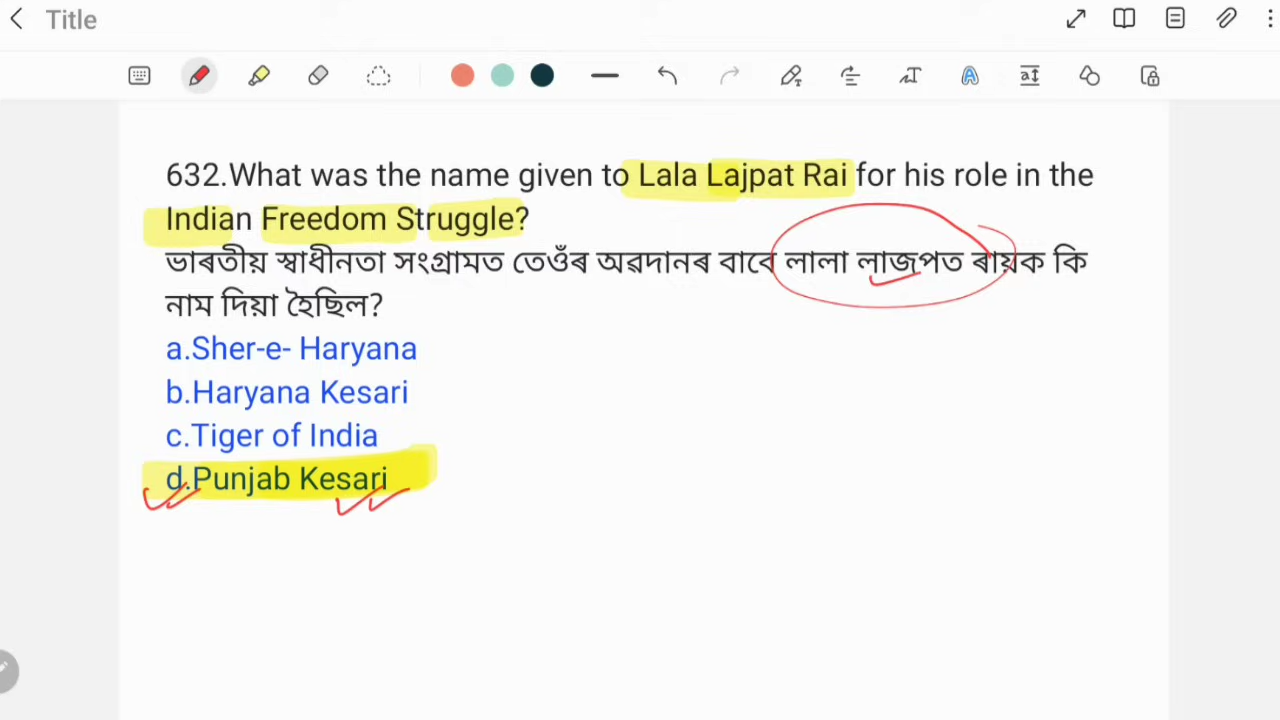 Title
632.What was the name given to Lala Lajpat Rai for his role in the
Indian Freedom Struggle?
ভাৰতীয় স্বাধীনতা সংগ্ৰামত তেওঁৰ অৱদানৰ বাবে লালা লাজপত ৰায়ক কি
নাম দিয়া হৈছিল?
a.Sher-e- Haryana
b.Haryana Kesari
c.Tiger of India
d.Punjab Kesari